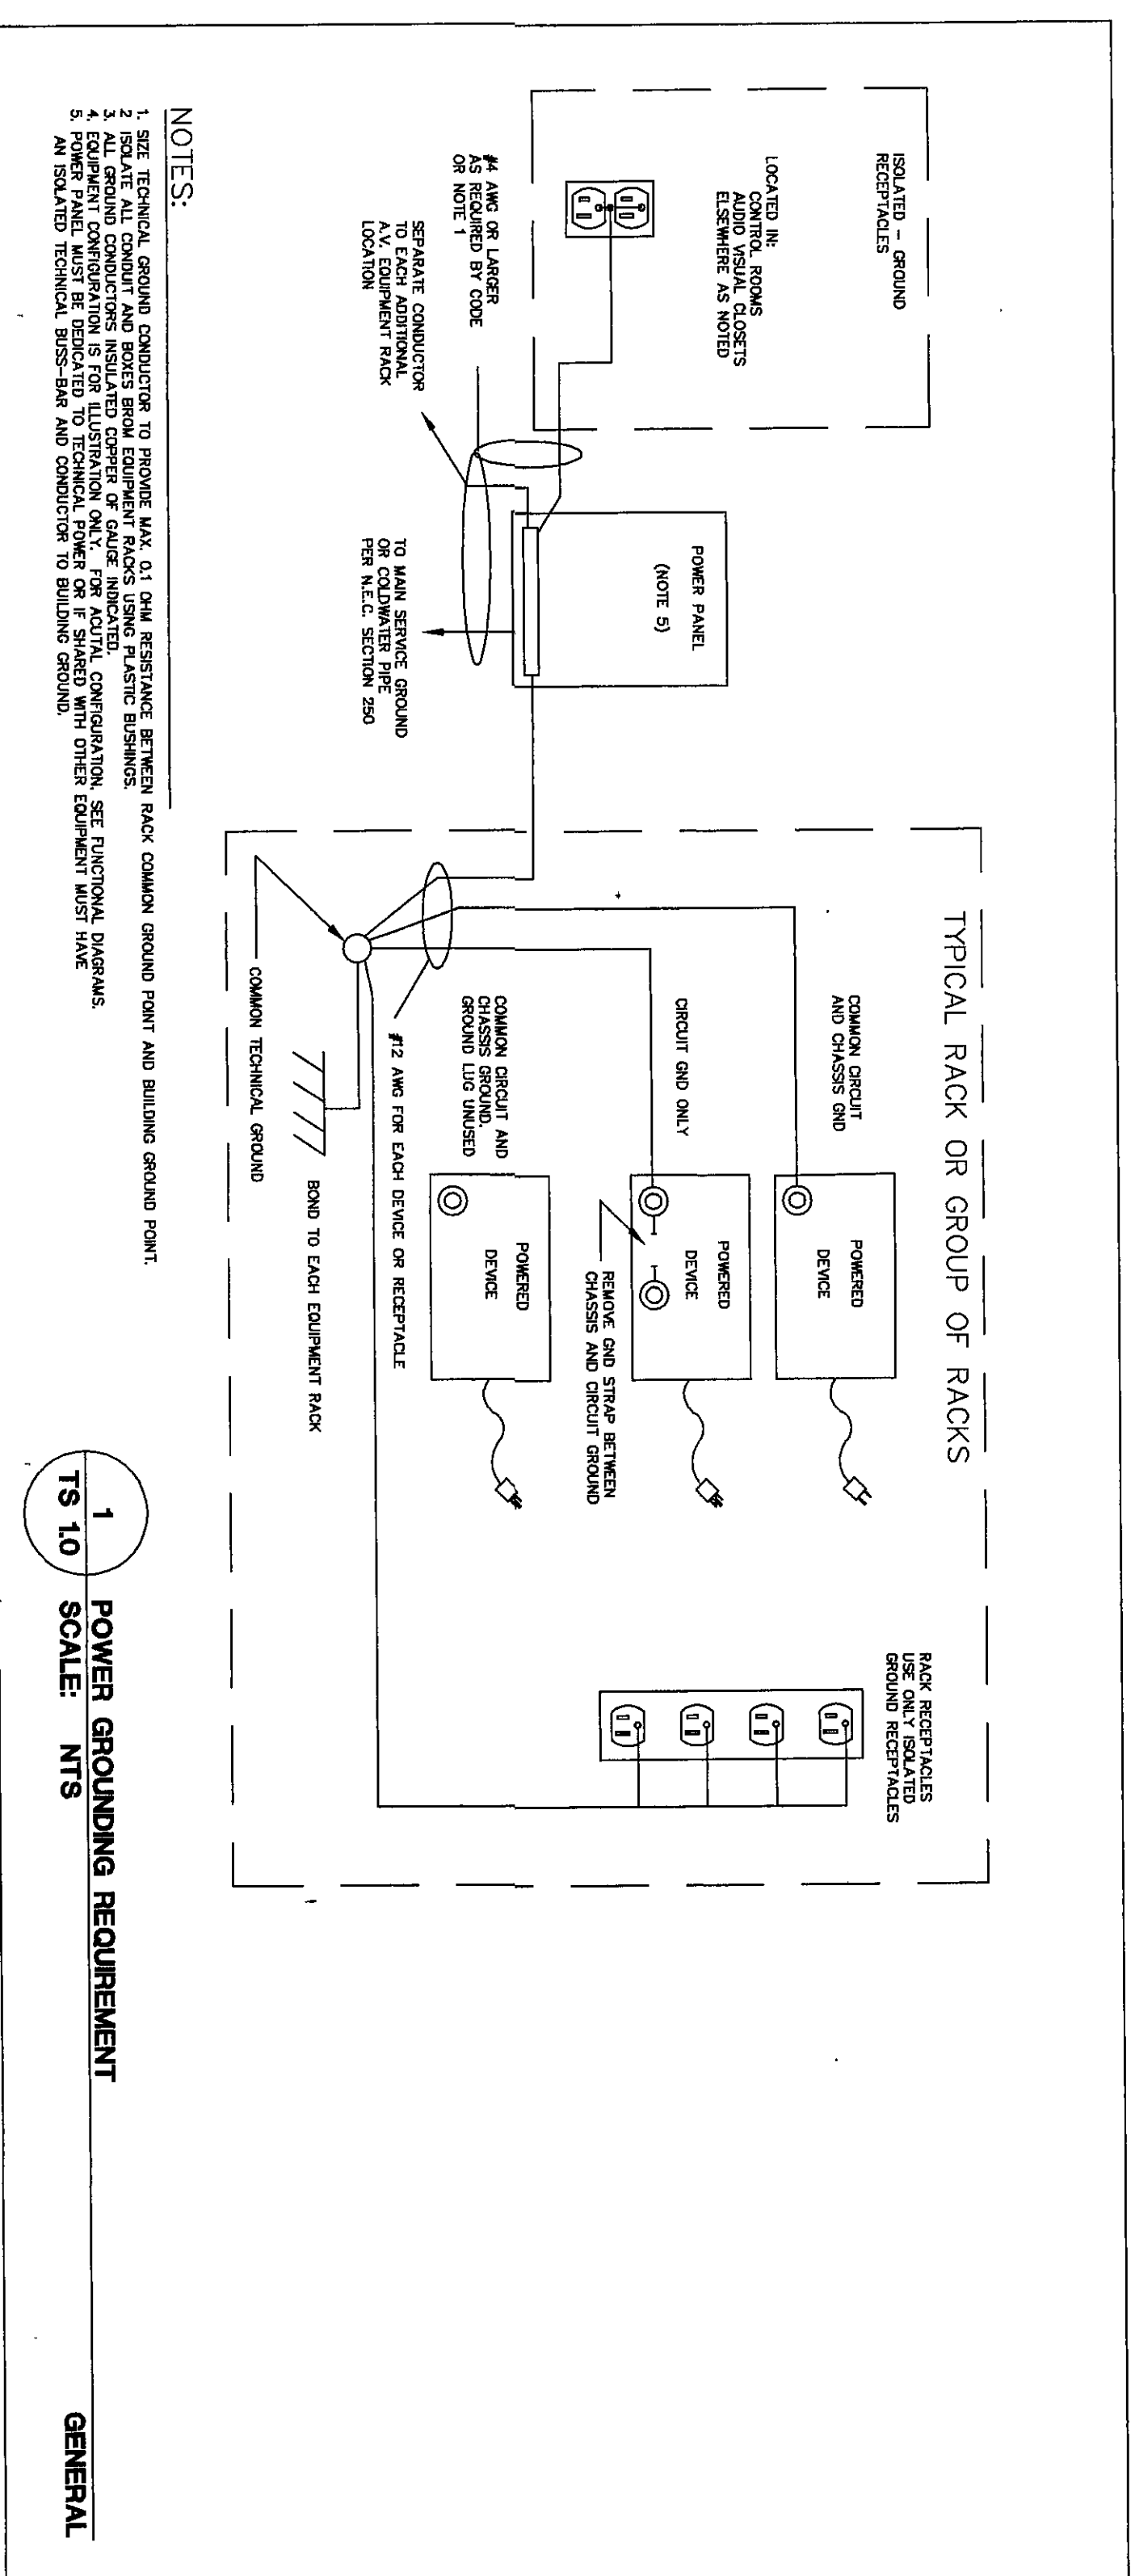 ISOLATED - GROUND
RECEPTACLES
LOCATED IN:
CONTROL ROOMS
AUDIO VISUAL CLOSETS
ELSEWHERE AS NOTED
#4 AWG OR LARGER
AS REQUIRED BY CODE
OR NOTE 1
SEPARATE CONDUCTOR
TO EACH ADDITIONAL
A.V. EQUIPMENT RACK
LOCATION
POWER PANEL
(NOTE 5)
TO MAIN SERVICE GROUND
OR COLDWATER PIPE
PER N.E.C. SECTION 250
TYPICAL RACK OR GROUP OF RACKS
COMMON CIRCUIT
AND CHASSIS GND
POWERED
DEVICE
CIRCUIT GND ONLY
POWERED
DEVICE
REMOVE GND STRAP BETWEEN
CHASSIS AND CIRCUIT GROUND
COMMON CIRCUIT AND
CHASSIS GROUND.
GROUND LUG UNUSED
POWERED
DEVICE
#12 AWG FOR EACH DEVICE OR RECEPTACLE
BOND TO EACH EQUIPMENT RACK
COMMON TECHNICAL GROUND
RACK RECEPTACLES
USE ONLY ISOLATED
GROUND RECEPTACLES
NOTES:
1. SIZE TECHNICAL GROUND CONDUCTOR TO PROVIDE MAX. 0.1 OHM RESISTANCE BETWEEN RACK COMMON GROUND POINT AND BUILDING GROUND POINT.
2 ISOLATE ALL CONDUIT AND BOXES BROM EQUIPMENT RACKS USING PLASTIC BUSHINGS.
3. ALL GROUND CONDUCTORS INSULATED COPPER OF GAUGE INDICATED.
4. EQUIPMENT CONFIGURATION IS FOR ILLUSTRATION ONLY. FOR ACUTAL CONFIGURATION, SEE FUNCTIONAL DIAGRAMS.
5. POWER PANEL MUST BE DEDICATED TO TECHNICAL POWER OR IF SHARED WITH OTHER EQUIPMENT MUST HAVE
AN ISOLATED TECHNICAL BUSS-BAR AND CONDUCTOR TO BUILDING GROUND.
1
TS 1.0
POWER GROUNDING REQUIREMENT
SCALE: NTS
GENERAL